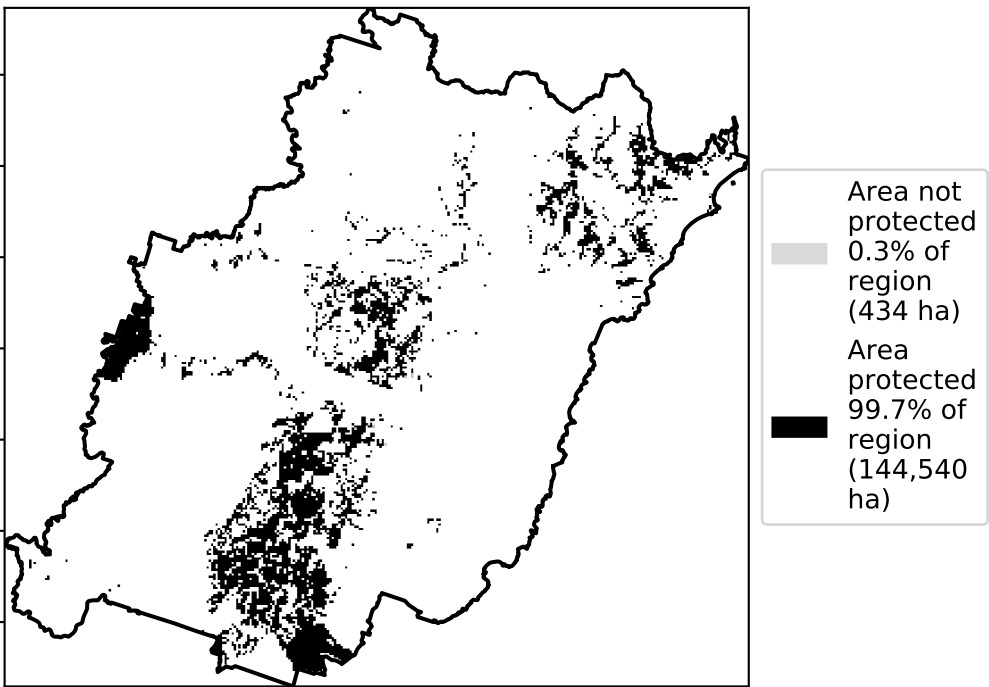 Area not
protected
0.3% of
region
(434 ha)
Area
protected
99.7% of
region
(144,540
ha)